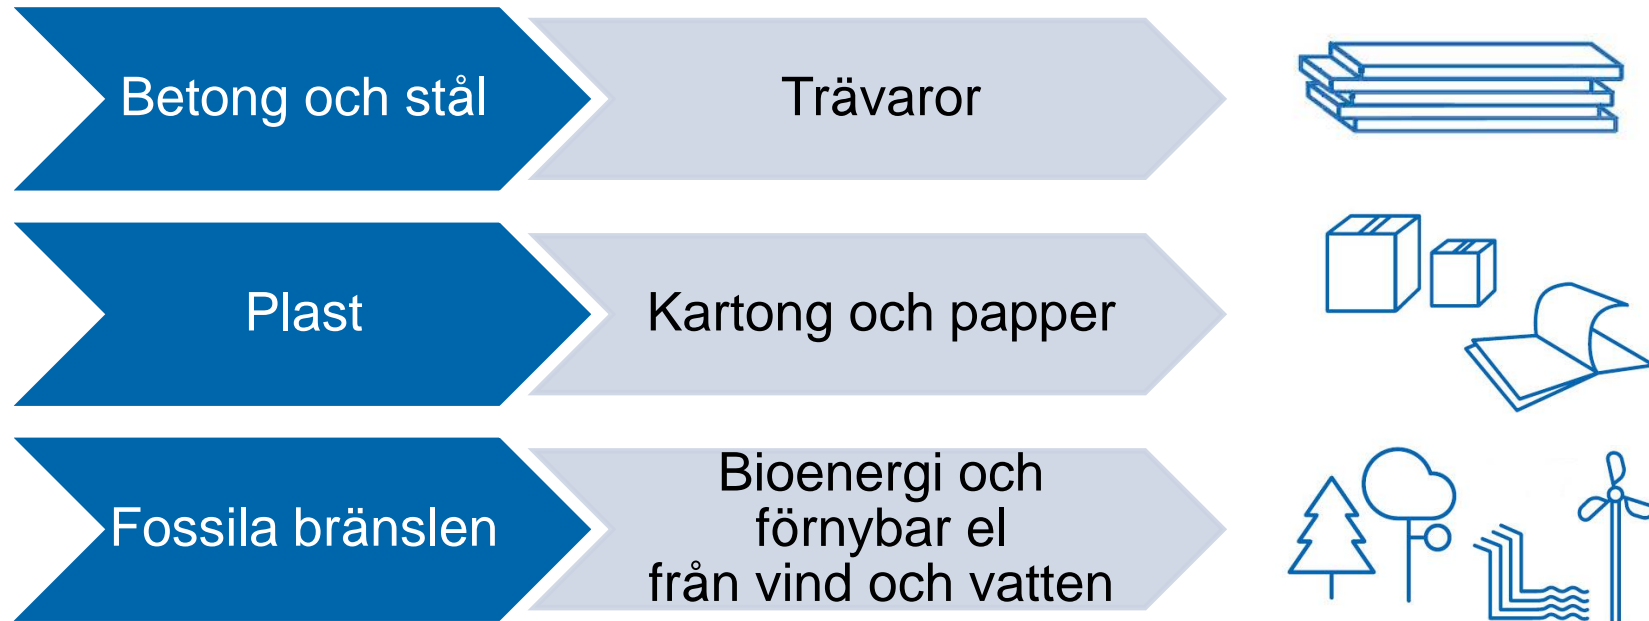 Betong och stål
Trävaror
Plast
Kartong och papper
Fossila bränslen
Bioenergi och
förnybar el
från vind och vatten